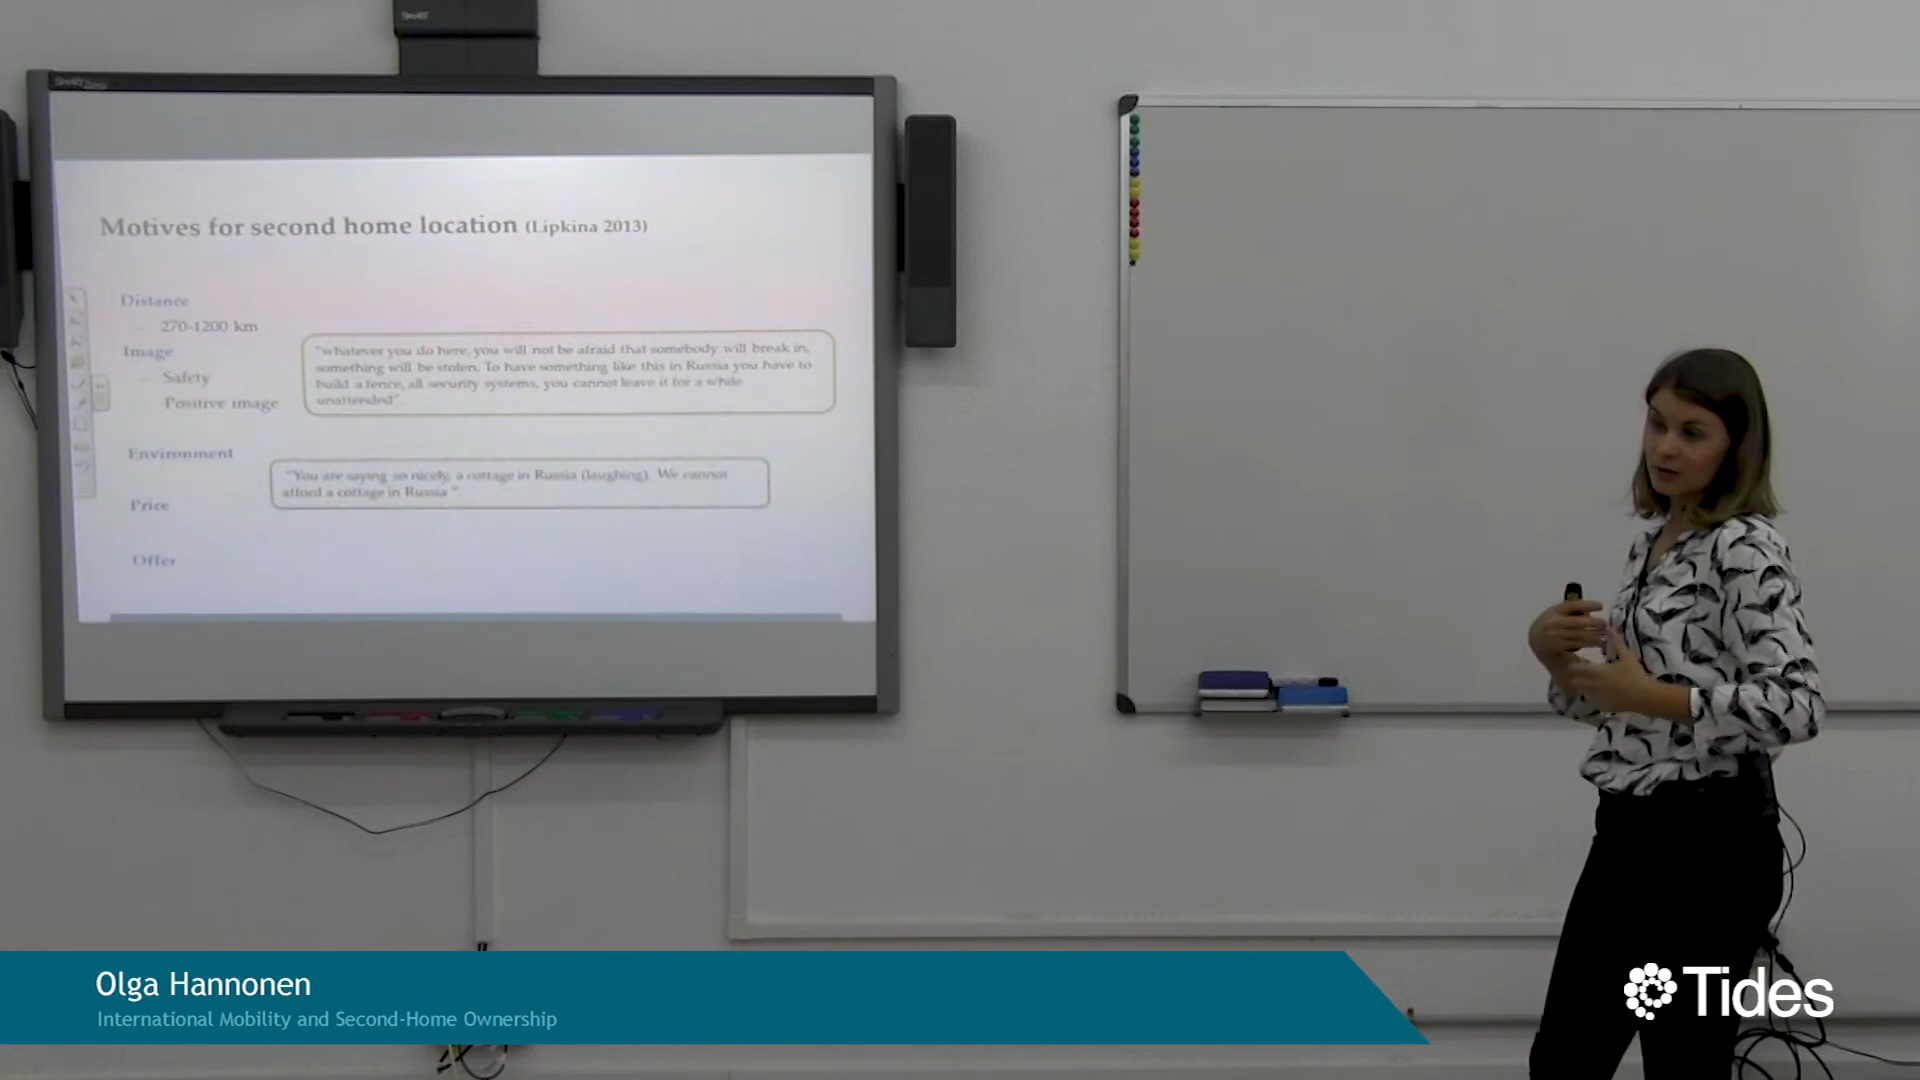 SMART
SMART
Motives for second home location (Lipkina 2013)
Distance
- 270-1200 km
Image
- Safety
- Positive image
"whatever you do here, you will not be afraid that somebody will break in,
something will be stolen. To have something like this in Russia you have to
build a fence, all security systems, you cannot leave it for a while
unattended"
Environment
"You are saying so nicely, a cottage in Russia (laughing). We cannot
afford a cottage in Russia "
Price
Offer
Olga Hannonen
International Mobility and Second-Home Ownership
Tides